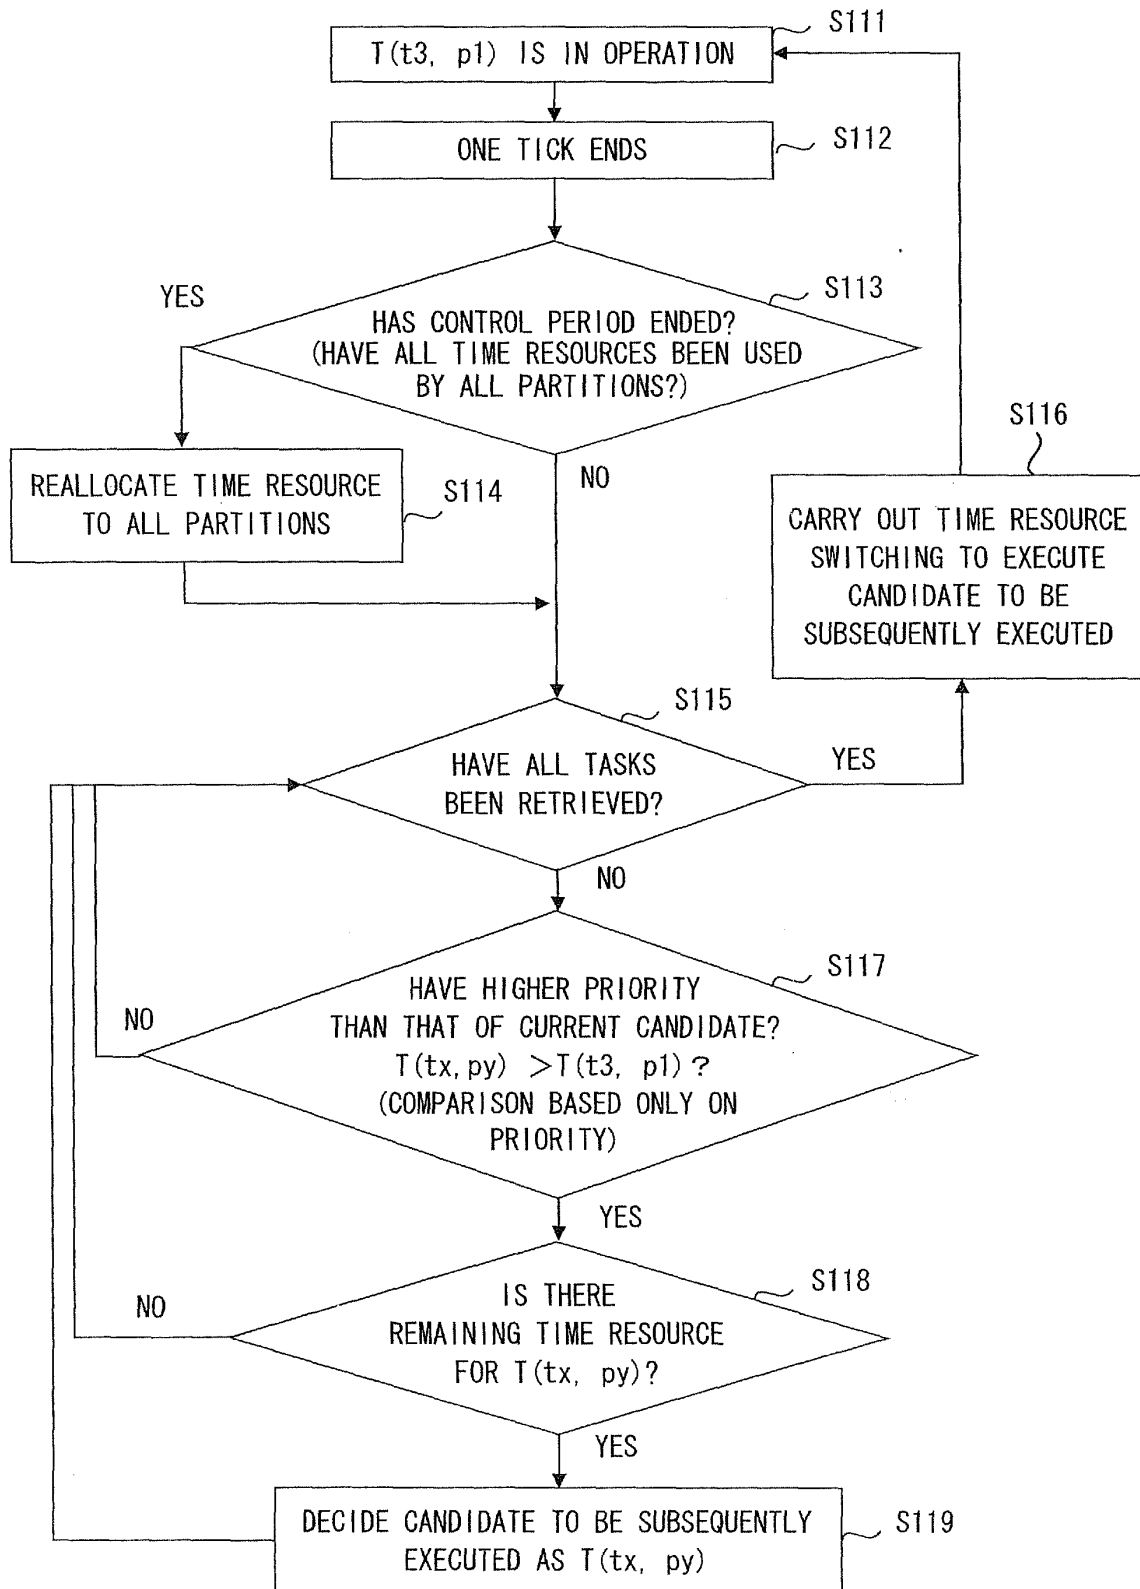 S111
T(t3, p1) IS IN OPERATION
S112
ONE TICK ENDS
S113
YES
HAS CONTROL PERIOD ENDED?
(HAVE ALL TIME RESOURCES BEEN USED
BY ALL PARTITIONS?)
NO
S114
REALLOCATE TIME RESOURCE
TO ALL PARTITIONS
S116
CARRY OUT TIME RESOURCE
SWITCHING TO EXECUTE
CANDIDATE TO BE
SUBSEQUENTLY EXECUTED
S115
HAVE ALL TASKS
BEEN RETRIEVED?
YES
NO
S117
HAVE HIGHER PRIORITY
THAN THAT OF CURRENT CANDIDATE?
T(tx,py) >T(t3, p1)?
(COMPARISON BASED ONLY ON
PRIORITY)
NO
YES
S118
IS THERE
REMAINING TIME RESOURCE
FOR T(tx, py)?
NO
YES
S119
DECIDE CANDIDATE TO BE SUBSEQUENTLY
EXECUTED AS T(tx, py)